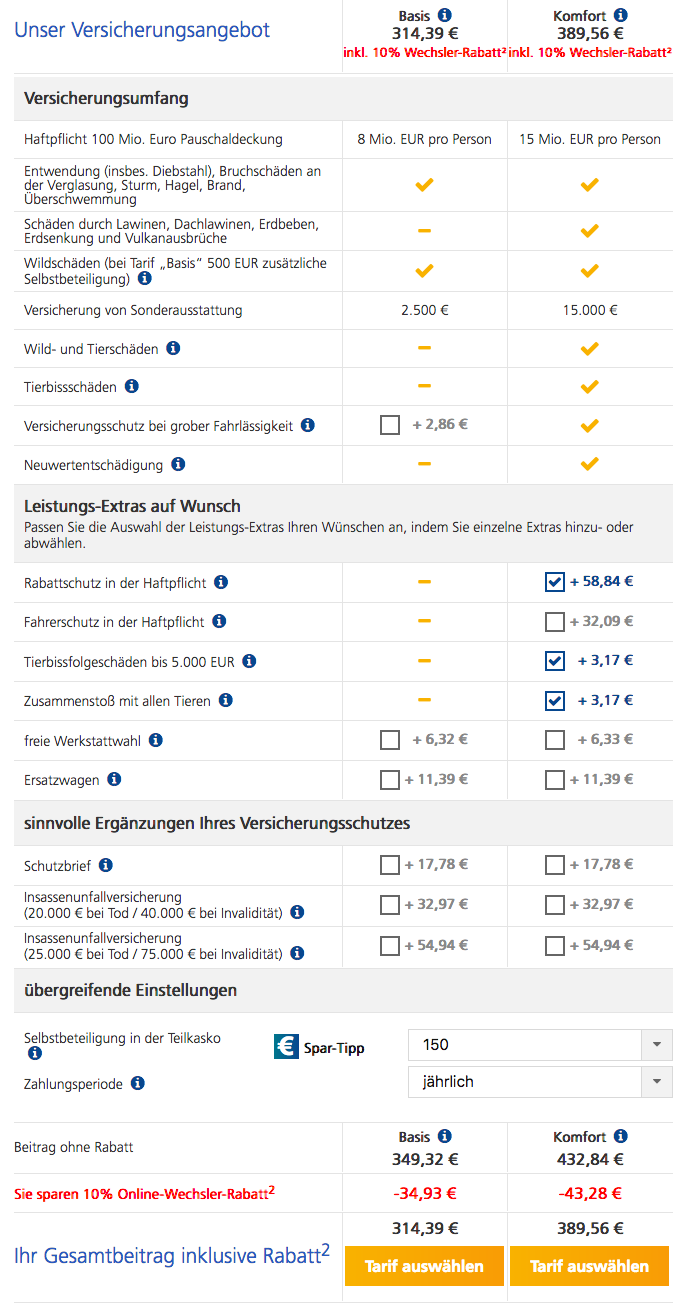 Unser Versicherungsangebot
Basis
314,39 €
inkl. 10% Wechsler-Rabatt²
Komfort
389,56 €
inkl. 10% Wechsler-Rabatt²
Versicherungsumfang
Haftpflicht 100 Mio. Euro Pauschaldeckung 8 Mio. EUR pro Person 15 Mio. EUR pro Person
Entwendung (insbes. Diebstahl), Bruchschäden an
der Verglasung, Sturm, Hagel, Brand,
Überschwemmung
Schäden durch Lawinen, Dachlawinen, Erdbeben,
Erdsenkung und Vulkanausbrüche
Wildschäden (bei Tarif „Basis“ 500 EUR zusätzliche
Selbstbeteiligung)
Versicherung von Sonderausstattung 2.500 € 15.000 €
Wild- und Tierschäden
Tierbissschäden
Versicherungsschutz bei grober Fahrlässigkeit + 2,86 €
Neuwertentschädigung
Leistungs-Extras auf Wunsch
Passen Sie die Auswahl der Leistungs-Extras Ihren Wünschen an, indem Sie einzelne Extras hinzu- oder
abwählen.
Rabattschutz in der Haftpflicht + 58,84 €
Fahrerschutz in der Haftpflicht + 32,09 €
Tierbissfolgeschäden bis 5.000 EUR + 3,17 €
Zusammenstoß mit allen Tieren + 3,17 €
freie Werkstattwahl + 6,32 € + 6,33 €
Ersatzwagen + 11,39 € + 11,39 €
sinnvolle Ergänzungen Ihres Versicherungsschutzes
Schutzbrief + 17,78 € + 17,78 €
Insassenunfallversicherung
(20.000 € bei Tod / 40.000 € bei Invalidität) + 32,97 € + 32,97 €
Insassenunfallversicherung
(25.000 € bei Tod / 75.000 € bei Invalidität) + 54,94 € + 54,94 €
übergreifende Einstellungen
Selbstbeteiligung in der Teilkasko € Spar-Tipp 150
Zahlungsperiode jährlich
Beitrag ohne Rabatt
Basis
349,32 €
Komfort
432,84 €
Sie sparen 10% Online-Wechsler-Rabatt² -34,93 € -43,28 €
Ihr Gesamtbeitrag inklusive Rabatt²
314,39 € 389,56 €
Tarif auswählen Tarif auswählen